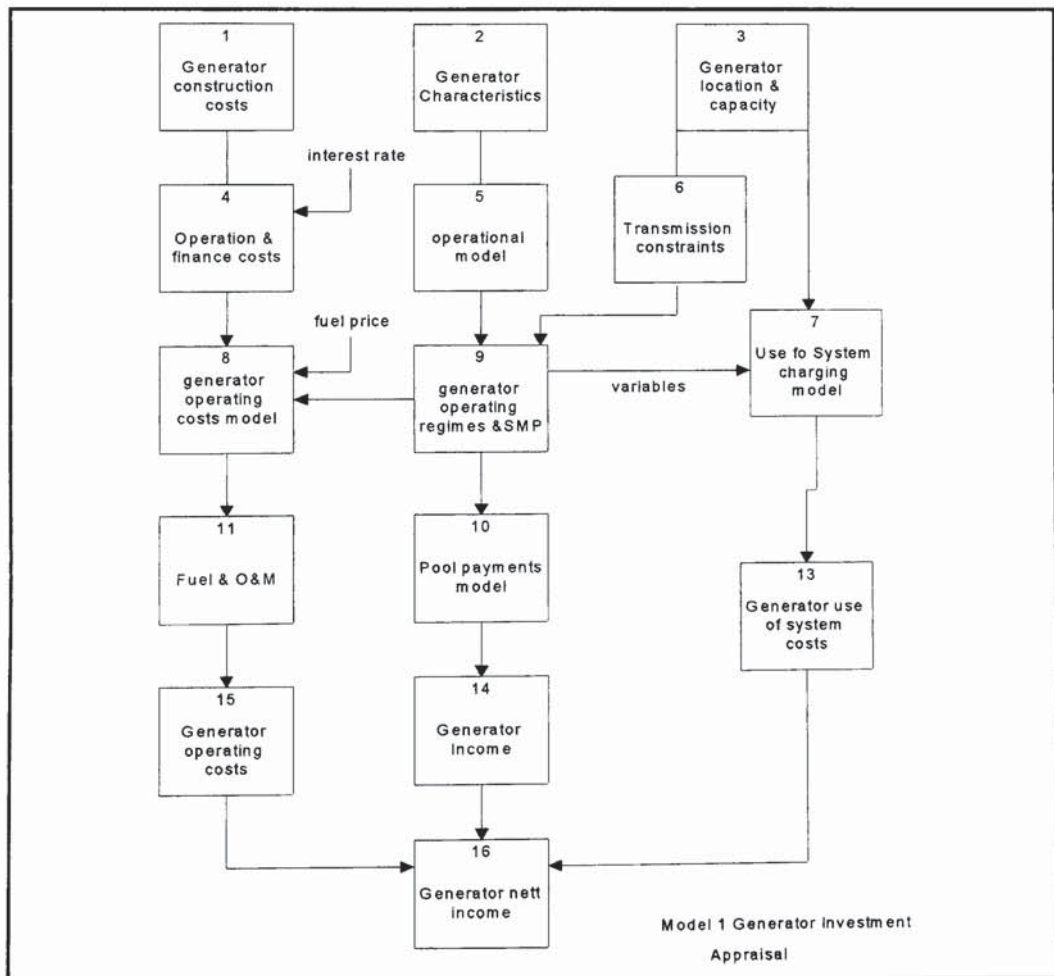 1
Generator
construction
costs
2
Generator
Characteristics
3
Generator
location &
capacity
interest rate
4
Operation &
finance costs
5
operational
model
6
Transmission
constraints
fuel price
7
Use fo System
charging
model
8
generator
operating
costs model
9
generator
operating
regimes &SMP
variables
11
Fuel & O&M
10
Pool payments
model
13
Generator use
of system
costs
15
Generator
operating
costs
14
Generator
Income
16
Generator nett
income
Model 1 Generator Investment
Appraisal